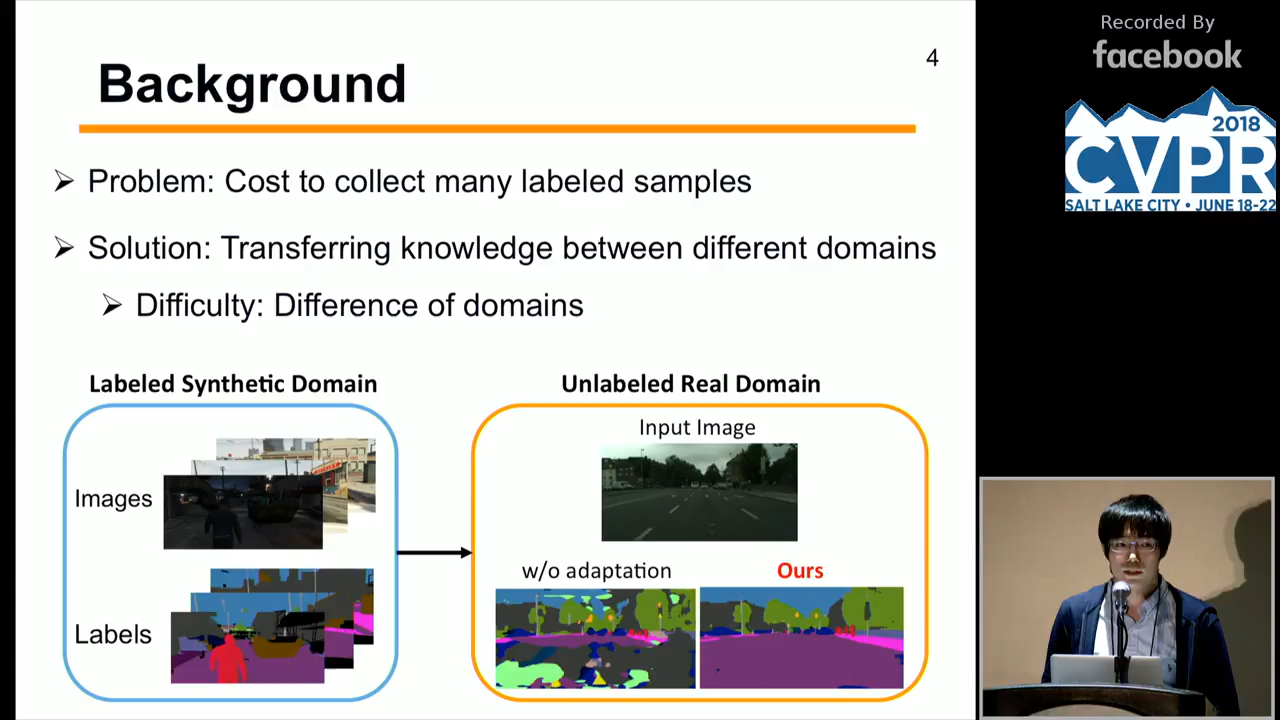 4
Background
Problem: Cost to collect many labeled samples
Solution: Transferring knowledge between different domains
Difficulty: Difference of domains
Labeled Synthetic Domain
Images
Labels
Unlabeled Real Domain
Input Image
w/o adaptation
Ours
Recorded By
facebook
2018
CVPR
SALT LAKE CITY • JUNE 18-22